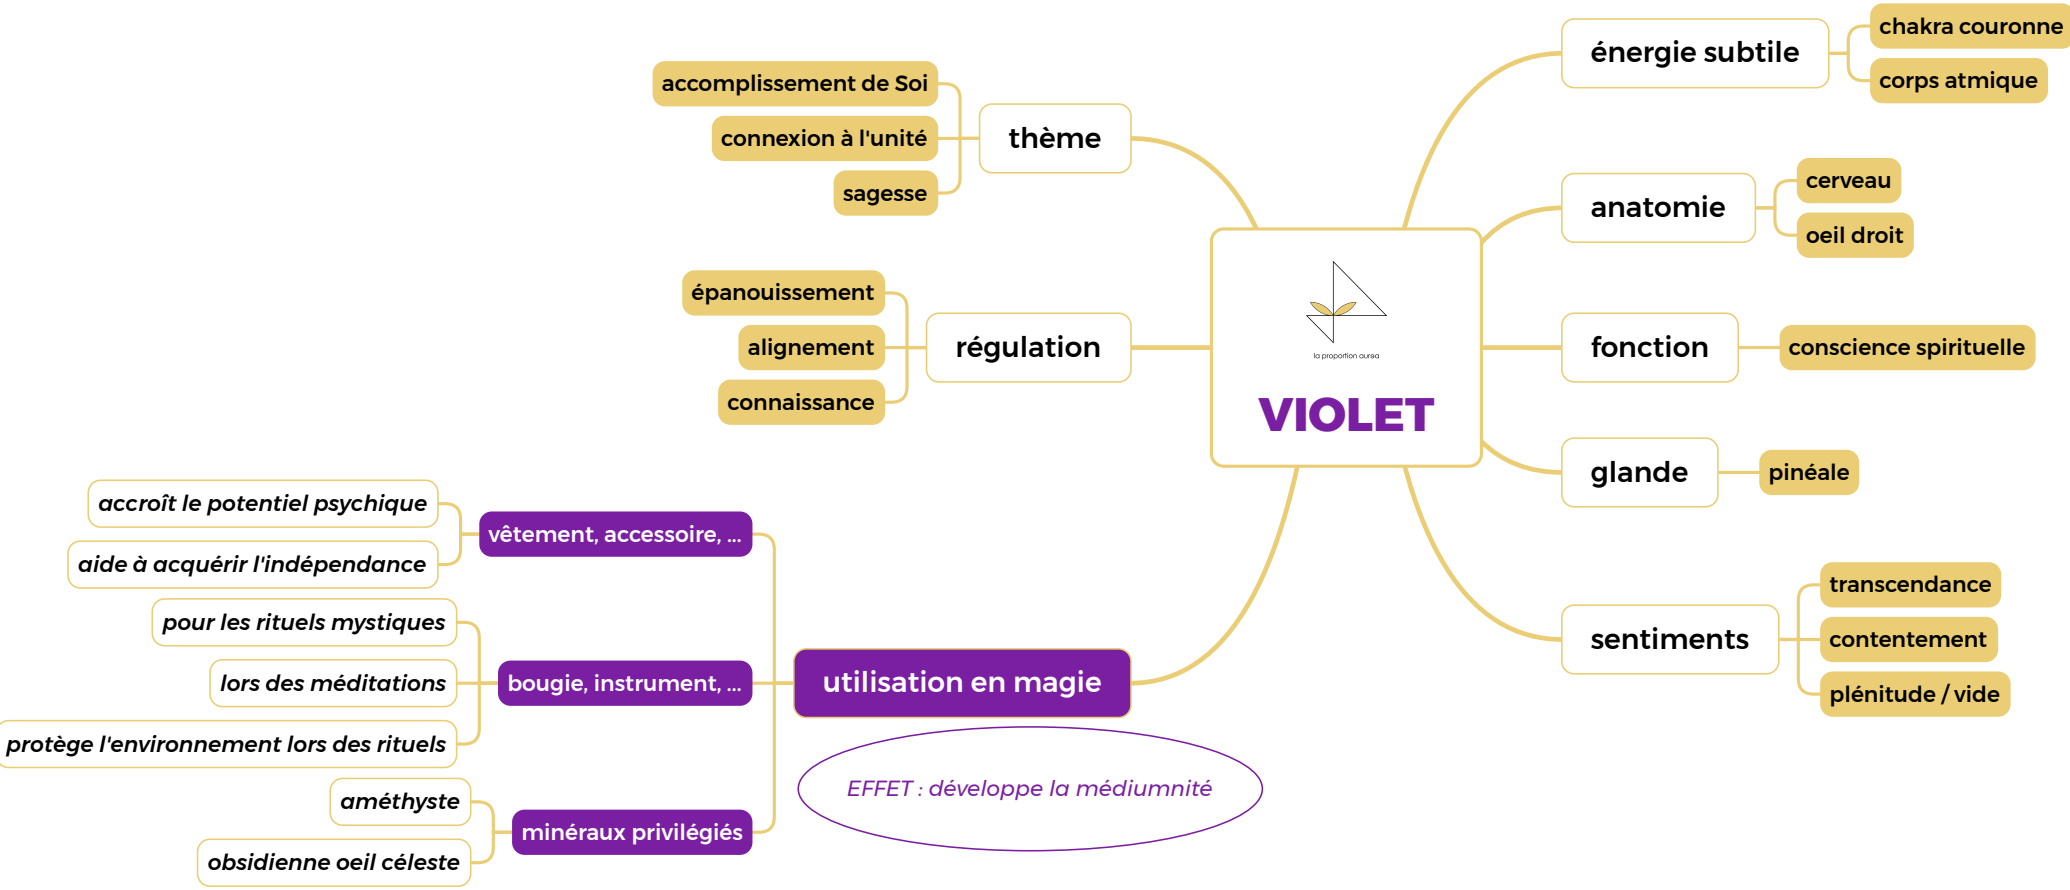 la proportion aurea
VIOLET
énergie subtile
chakra couronne
corps atmique
anatomie
cerveau
oeil droit
fonction
conscience spirituelle
glande
pinéale
sentiments
transcendance
contentement
plénitude / vide
thème
accomplissement de Soi
connexion à l'unité
sagesse
régulation
épanouissement
alignement
connaissance
utilisation en magie
vêtement, accessoire, ...
accroît le potentiel psychique
aide à acquérir l'indépendance
bougie, instrument, ...
pour les rituels mystiques
lors des méditations
protège l'environnement lors des rituels
minéraux privilégiés
améthyste
obsidienne oeil céleste
EFFET : développe la médiumnité